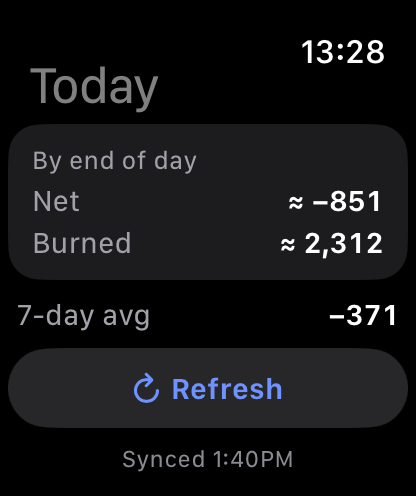 13:28
Today
By end of day
Net ≈ −851
Burned ≈ 2,312
7-day avg −371
Refresh
Synced 1:40PM